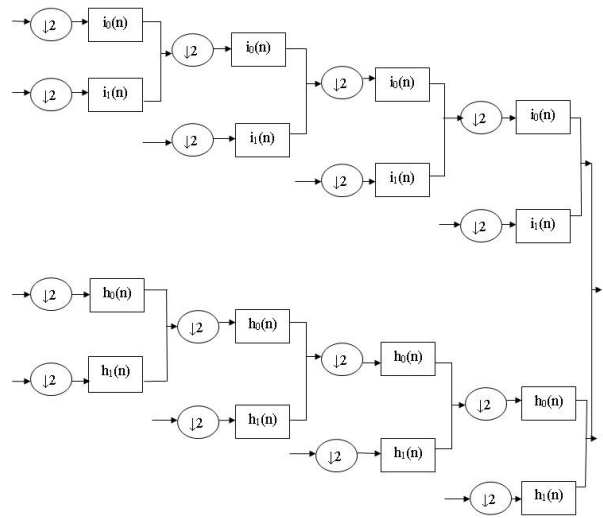 ↓2 i₀(n)
↓2 i₁(n)
↓2 i₀(n)
↓2 i₁(n)
↓2 i₀(n)
↓2 i₁(n)
↓2 i₀(n)
↓2 i₁(n)
↓2 h₀(n)
↓2 h₁(n)
↓2 h₀(n)
↓2 h₁(n)
↓2 h₀(n)
↓2 h₁(n)
↓2 h₀(n)
↓2 h₁(n)